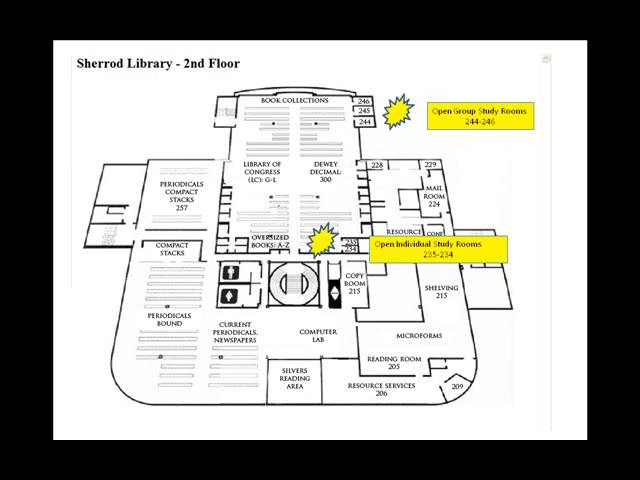 Sherrod Library - 2nd Floor
BOOK COLLECTIONS
246
245
244
Open Group Study Rooms
244-246
LIBRARY OF
CONGRESS
(LC): G-L
DEWEY
DECIMAL:
300
228
229
MAIL
ROOM
224
PERIODICALS
COMPACT
STACKS
257
RESOURCE
OVERSIZED
BOOKS: A-Z
235
234
Open Individual Study Rooms
235-234
COMPACT
STACKS
COPY
ROOM
215
SHELVING
215
PERIODICALS
BOUND
CURRENT
PERIODICALS,
NEWSPAPERS
COMPUTER
LAB
MICROFORMS
READING ROOM
205
SILVERS
READING
AREA
RESOURCE SERVICES
206
209